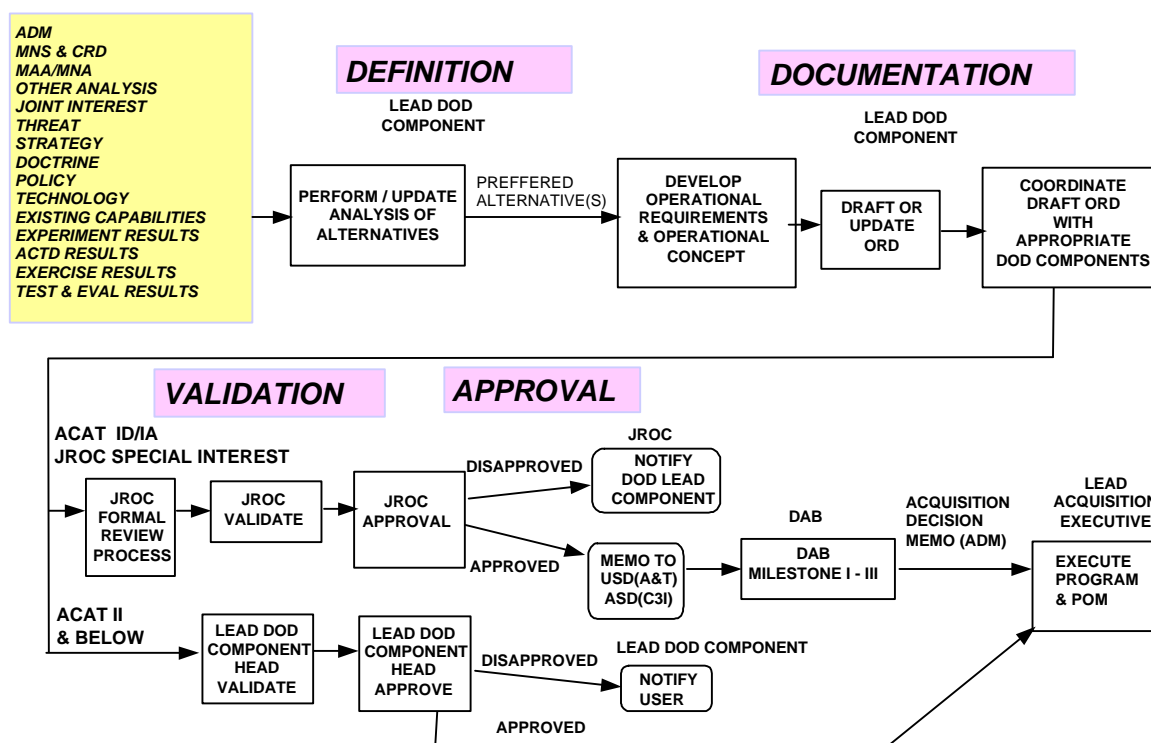 ADM
MNS & CRD
MAA/MNA
OTHER ANALYSIS
JOINT INTEREST
THREAT
STRATEGY
DOCTRINE
POLICY
TECHNOLOGY
EXISTING CAPABILITIES
EXPERIMENT RESULTS
ACTD RESULTS
EXERCISE RESULTS
TEST & EVAL RESULTS
DEFINITION
LEAD DOD
COMPONENT
PERFORM / UPDATE
ANALYSIS OF
ALTERNATIVES
PREFFERED
ALTERNATIVE(S)
DOCUMENTATION
LEAD DOD
COMPONENT
DEVELOP
OPERATIONAL
REQUIREMENTS
& OPERATIONAL
CONCEPT
DRAFT OR
UPDATE
ORD
COORDINATE
DRAFT ORD
WITH
APPROPRIATE
DOD COMPONENTS
VALIDATION
APPROVAL
ACAT ID/IA
JROC SPECIAL INTEREST
JROC
FORMAL
REVIEW
PROCESS
JROC
VALIDATE
JROC
APPROVAL
DISAPPROVED
JROC
NOTIFY
DOD LEAD
COMPONENT
APPROVED
MEMO TO
USD(A&T)
ASD(C3I)
DAB
DAB
MILESTONE I - III
ACQUISITION
DECISION
MEMO (ADM)
LEAD
ACQUISITION
EXECUTIVE
EXECUTE
PROGRAM
& POM
ACAT II
& BELOW
LEAD DOD
COMPONENT
HEAD
VALIDATE
LEAD DOD
COMPONENT
HEAD
APPROVE
DISAPPROVED
LEAD DOD COMPONENT
NOTIFY
USER
APPROVED